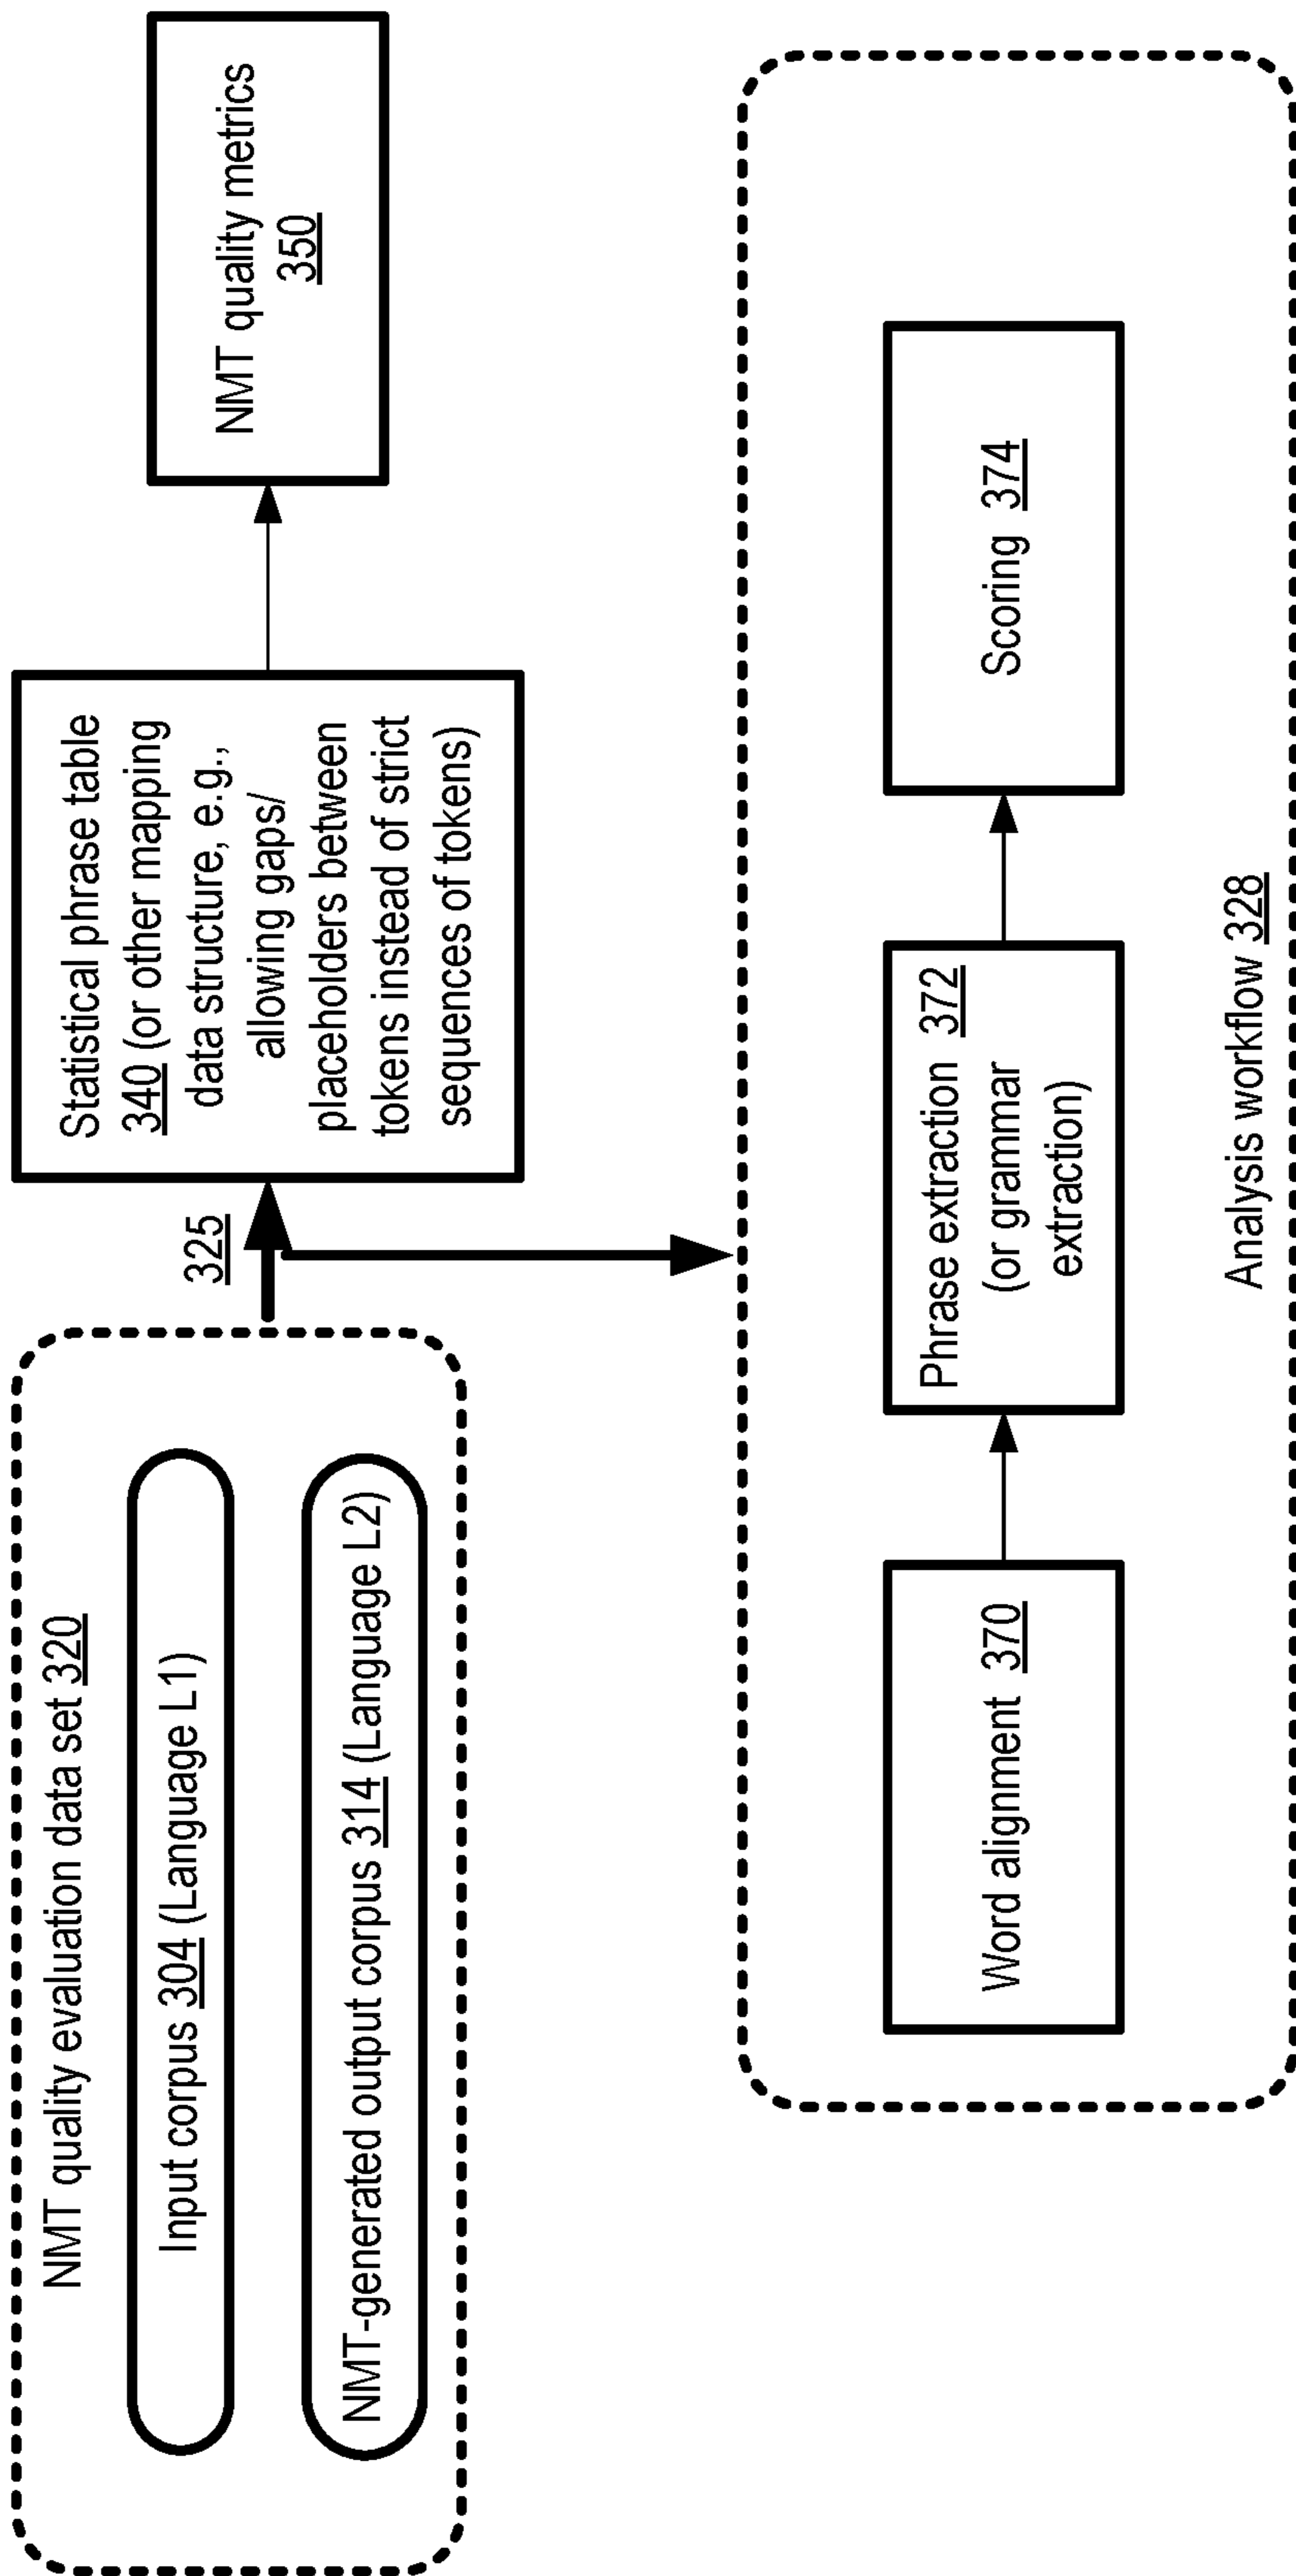 NMT quality evaluation data set 320
Input corpus 304 (Language L1)
NMT-generated output corpus 314 (Language L2)
325
Statistical phrase table
340 (or other mapping
data structure, e.g.,
allowing gaps/
placeholders between
tokens instead of strict
sequences of tokens)
NMT quality metrics
350
Word alignment 370
Phrase extraction 372
(or grammar
extraction)
Scoring 374
Analysis workflow 328